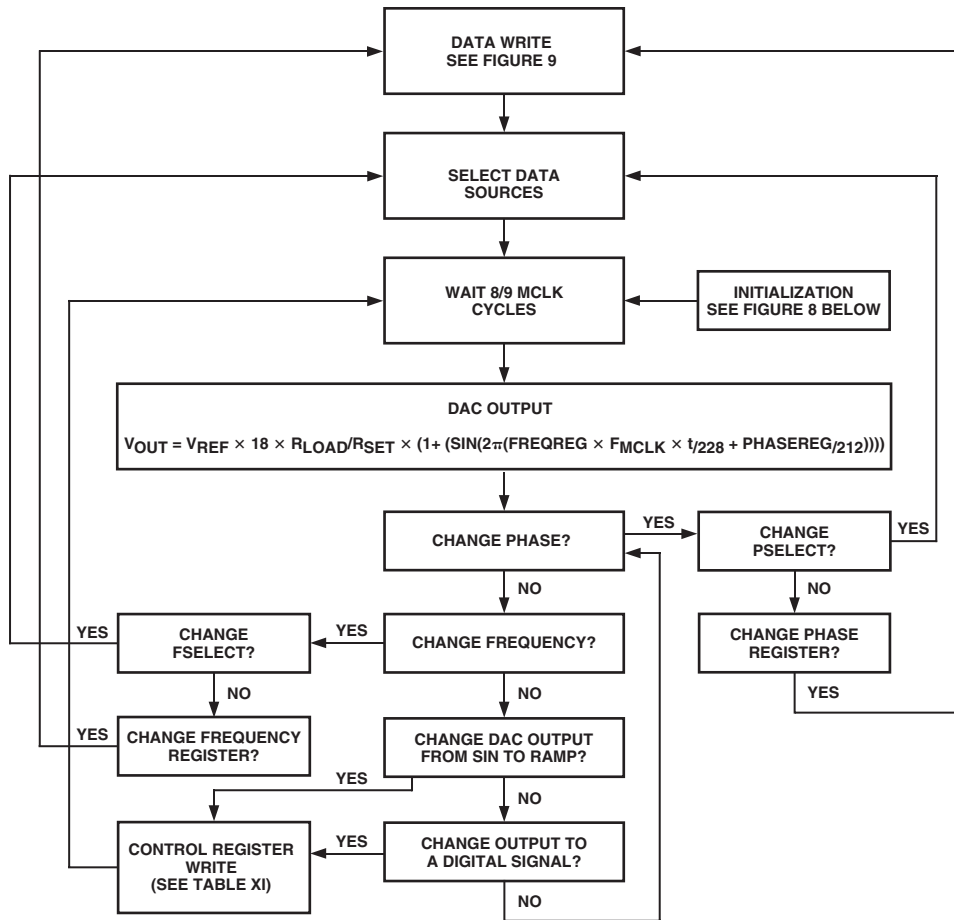 DATA WRITE
SEE FIGURE 9
SELECT DATA
SOURCES
WAIT 8/9 MCLK
CYCLES
INITIALIZATION
SEE FIGURE 8 BELOW
DAC OUTPUT
VOUT = VREF × 18 × RLOAD/RSET × (1+ (SIN(2π(FREQREG × FMCLK × t/228 + PHASEREG/212))))
CHANGE PHASE?
YES
CHANGE
PSELECT?
YES
NO
NO
YES
CHANGE
FSELECT?
YES
CHANGE FREQUENCY?
CHANGE PHASE
REGISTER?
NO
NO
YES
YES
CHANGE FREQUENCY
REGISTER?
CHANGE DAC OUTPUT
FROM SIN TO RAMP?
YES
NO
CONTROL REGISTER
WRITE
(SEE TABLE XI)
YES
CHANGE OUTPUT TO
A DIGITAL SIGNAL?
NO